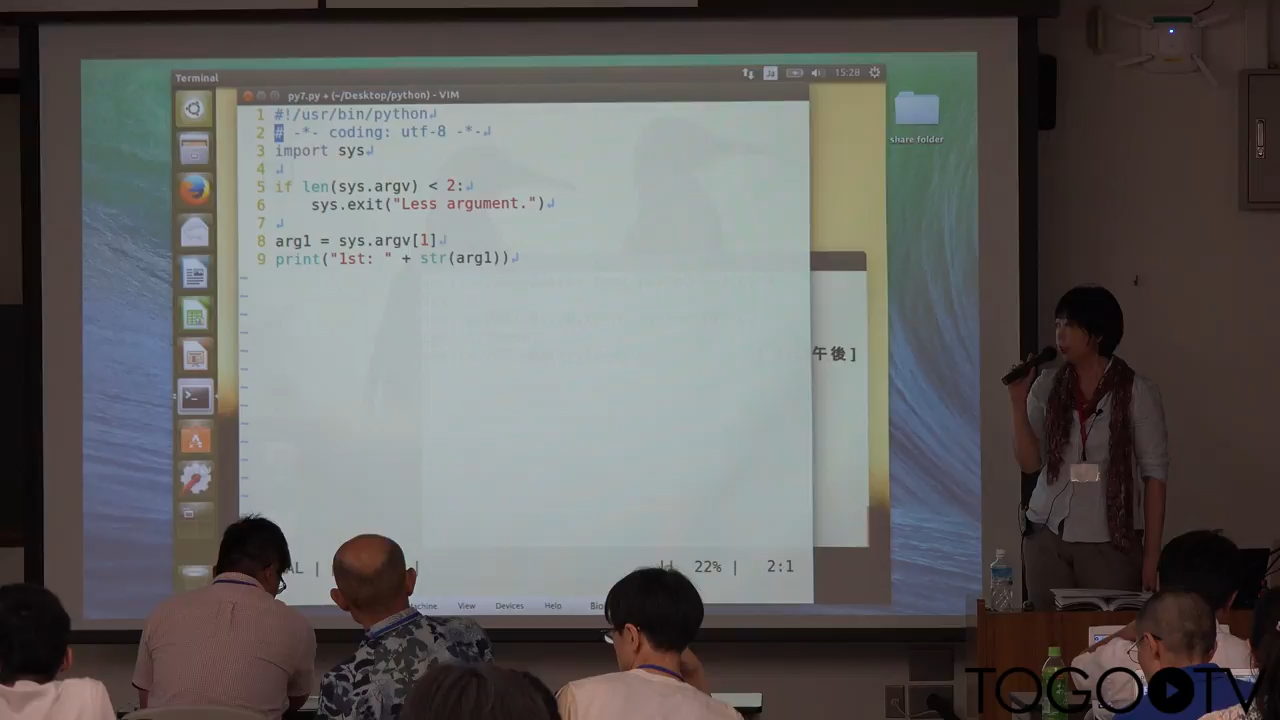 Terminal
Ja
15:28
py7.py + (~/Desktop/python) - VIM
1 #!/usr/bin/python
2 # -*- coding: utf-8 -*-
3 import sys
4
5 if len(sys.argv) < 2:
6 sys.exit("Less argument.")
7
8 arg1 = sys.argv[1]
9 print("1st: " + str(arg1))
share folder
午後]
22% | 2:1
View Devices Help
TOGOTV